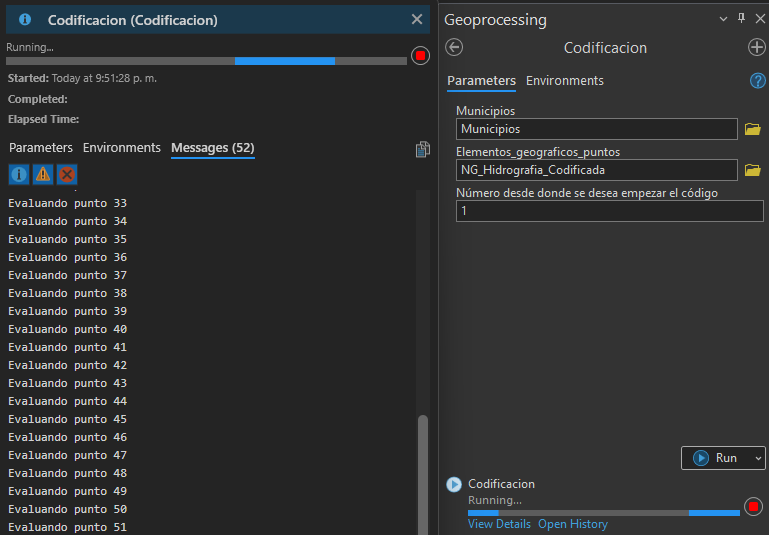 Codificacion (Codificacion)
Running...
Started: Today at 9:51:28 p. m.
Completed:
Elapsed Time:
Parameters Environments Messages (52)
Evaluando punto 33
Evaluando punto 34
Evaluando punto 35
Evaluando punto 36
Evaluando punto 37
Evaluando punto 38
Evaluando punto 39
Evaluando punto 40
Evaluando punto 41
Evaluando punto 42
Evaluando punto 43
Evaluando punto 44
Evaluando punto 45
Evaluando punto 46
Evaluando punto 47
Evaluando punto 48
Evaluando punto 49
Evaluando punto 50
Evaluando punto 51
Geoprocessing
Codificacion
Parameters Environments
Municipios
Municipios
Elementos_geograficos_puntos
NG_Hidrografia_Codificada
Número desde donde se desea empezar el código
1
Run
Codificacion
Running...
View Details Open History